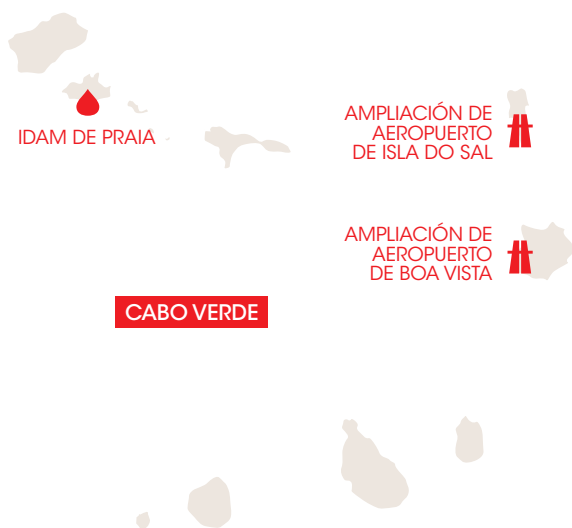 IDAM DE PRAIA
AMPLIACIÓN DE
AEROPUERTO
DE ISLA DO SAL
AMPLIACIÓN DE
AEROPUERTO
DE BOA VISTA
CABO VERDE